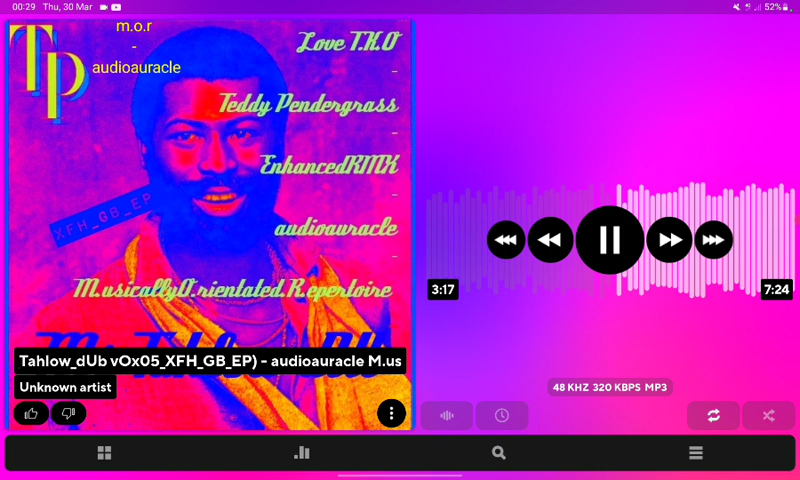 00:29 Thu, 30 Mar
52%
TP
m.o.r
-
audioauracle
Love T.K.O
-
Teddy Pendergrass
-
EnhancedRMX
-
audioauracle
-
M.usicallyO.rientated.R.epertoire
XFH_GB_EP
Tahlow_dUb vOx05_XFH_GB_EP) - audioauracle M.us
Unknown artist
3:17
7:24
48 KHZ 320 KBPS MP3